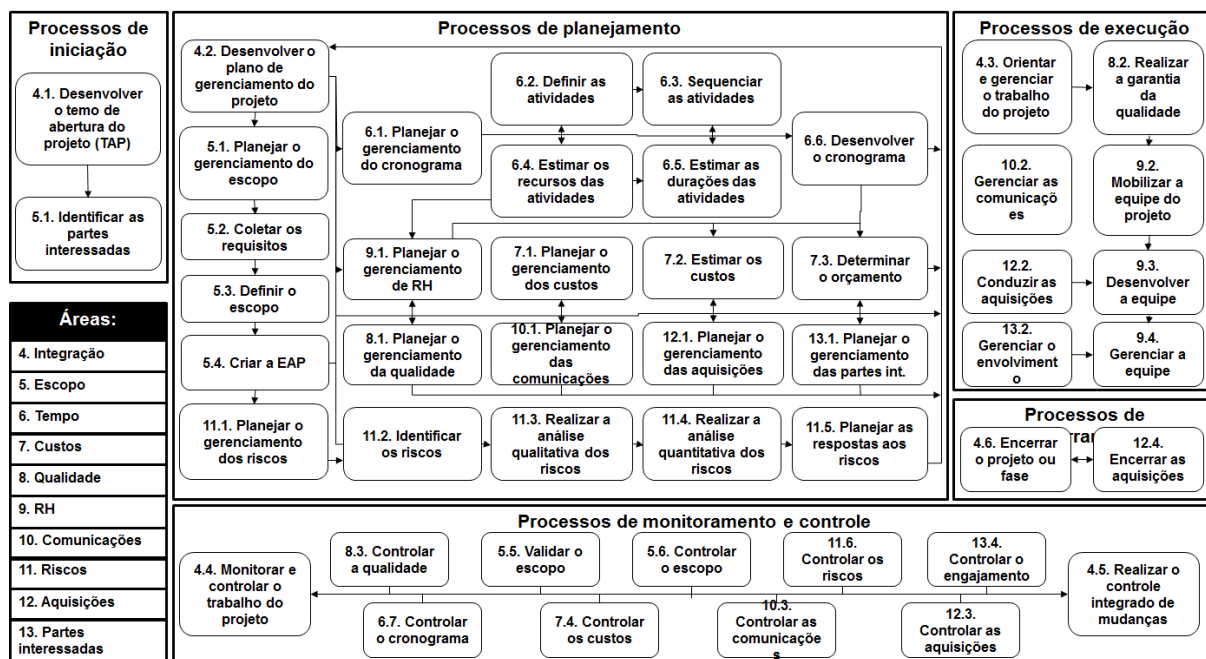 Processos de
iniciação
4.1. Desenvolver
o temo de
abertura do
projeto (TAP)
5.1. Identificar as
partes
interessadas
Áreas:
4. Integração
5. Escopo
6. Tempo
7. Custos
8. Qualidade
9. RH
10. Comunicações
11. Riscos
12. Aquisições
13. Partes
interessadas
Processos de planejamento
4.2. Desenvolver o
plano de
gerenciamento do
projeto
5.1. Planejar o
gerenciamento do
escopo
5.2. Coletar os
requisitos
5.3. Definir o
escopo
5.4. Criar a EAP
11.1. Planejar o
gerenciamento
dos riscos
6.1. Planejar o
gerenciamento
do cronograma
6.2. Definir as
atividades
6.3. Sequenciar
as atividades
6.4. Estimar os
recursos das
atividades
6.5. Estimar as
durações das
atividades
6.6. Desenvolver
o cronograma
9.1. Planejar o
gerenciamento
de RH
7.1. Planejar o
gerenciamento
dos custos
7.2. Estimar os
custos
7.3. Determinar
o orçamento
8.1. Planejar o
gerenciamento
da qualidade
10.1. Planejar o
gerenciamento
das
comunicações
12.1. Planejar o
gerenciamento
das aquisições
13.1. Planejar o
gerenciamento
das partes int.
11.2. Identificar
os riscos
11.3. Realizar a
análise
qualitativa dos
riscos
11.4. Realizar a
análise
quantitativa dos
riscos
11.5. Planejar as
respostas aos
riscos
Processos de execução
4.3. Orientar
e gerenciar
o trabalho
do projeto
8.2. Realizar
a garantia
da
qualidade
10.2.
Gerenciar as
comunicaçõ
es
9.2.
Mobilizar a
equipe do
projeto
12.2.
Conduzir as
aquisições
9.3.
Desenvolver
a equipe
13.2.
Gerenciar o
envolviment
o
9.4.
Gerenciar a
equipe
Processos de
4.6. Encerrar
o projeto ou
fase
12.4.
Encerrar as
aquisições
Processos de monitoramento e controle
4.4. Monitorar e
controlar o
trabalho do
projeto
8.3. Controlar
a qualidade
5.5. Validar o
escopo
5.6. Controlar
o escopo
11.6.
Controlar os
riscos
13.4.
Controlar o
engajamento
6.7. Controlar
o cronograma
7.4. Controlar
os custos
10.3.
Controlar as
comunicaçõe
s
12.3.
Controlar as
aquisições
4.5. Realizar o
controle
integrado de
mudanças